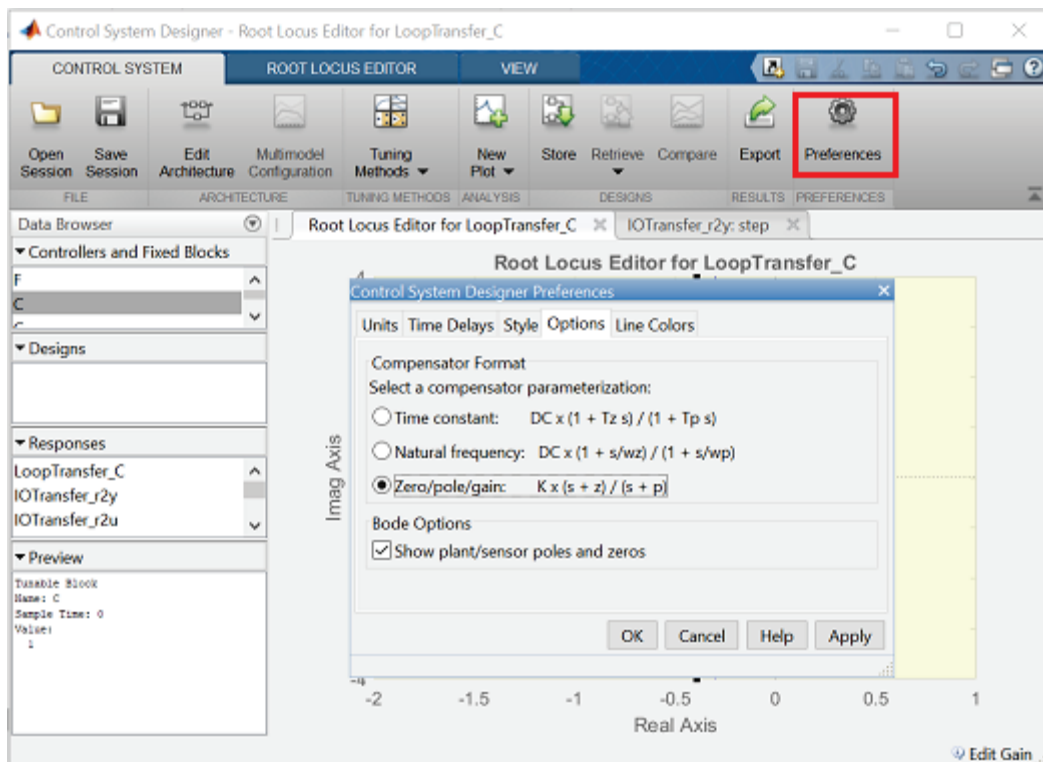 Control System Designer - Root Locus Editor for LoopTransfer_C
CONTROL SYSTEM ROOT LOCUS EDITOR VIEW
Open Session
Save Session
Edit Architecture
Multimodel Configuration
Tuning Methods
New Plot
Store
Retrieve
Compare
Export
Preferences
FILE ARCHITECTURE TUNING METHODS ANALYSIS DESIGNS RESULTS PREFERENCES
Data Browser
Controllers and Fixed Blocks
F
C
Designs
Responses
LoopTransfer_C
IOTransfer_r2y
IOTransfer_r2u
Preview
Tunable Block
Name: C
Sample Time: 0
Value:
1
Root Locus Editor for LoopTransfer_C IOTransfer_r2y: step
Root Locus Editor for LoopTransfer_C
Control System Designer Preferences
Units Time Delays Style Options Line Colors
Compensator Format
Select a compensator parameterization:
Time constant: DC x (1 + Tz s) / (1 + Tp s)
Natural frequency: DC x (1 + s/wz) / (1 + s/wp)
Zero/pole/gain: K x (s + z) / (s + p)
Bode Options
Show plant/sensor poles and zeros
OK Cancel Help Apply
Imag Axis
-2 -1.5 -1 -0.5 0 0.5 1
Real Axis
Edit Gain